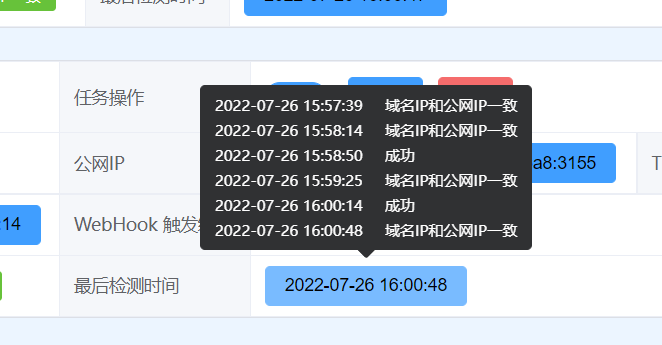 任务操作
2022-07-26 15:57:39 域名IP和公网IP一致
2022-07-26 15:58:14 域名IP和公网IP一致
2022-07-26 15:58:50 成功
2022-07-26 15:59:25 域名IP和公网IP一致
2022-07-26 16:00:14 成功
2022-07-26 16:00:48 域名IP和公网IP一致
公网IP
a8:3155
:14
WebHook 触发
最后检测时间
2022-07-26 16:00:48